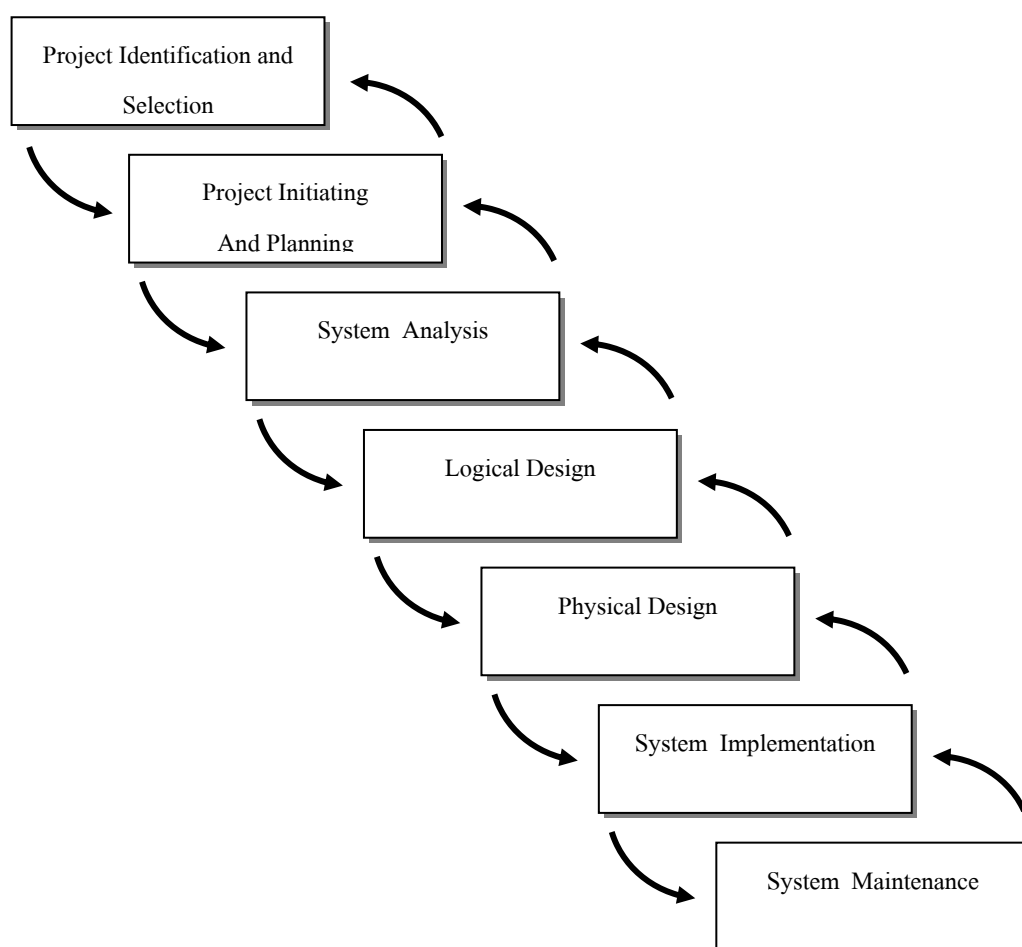 Project Identification and
Selection
Project Initiating
And Planning
System Analysis
Logical Design
Physical Design
System Implementation
System Maintenance